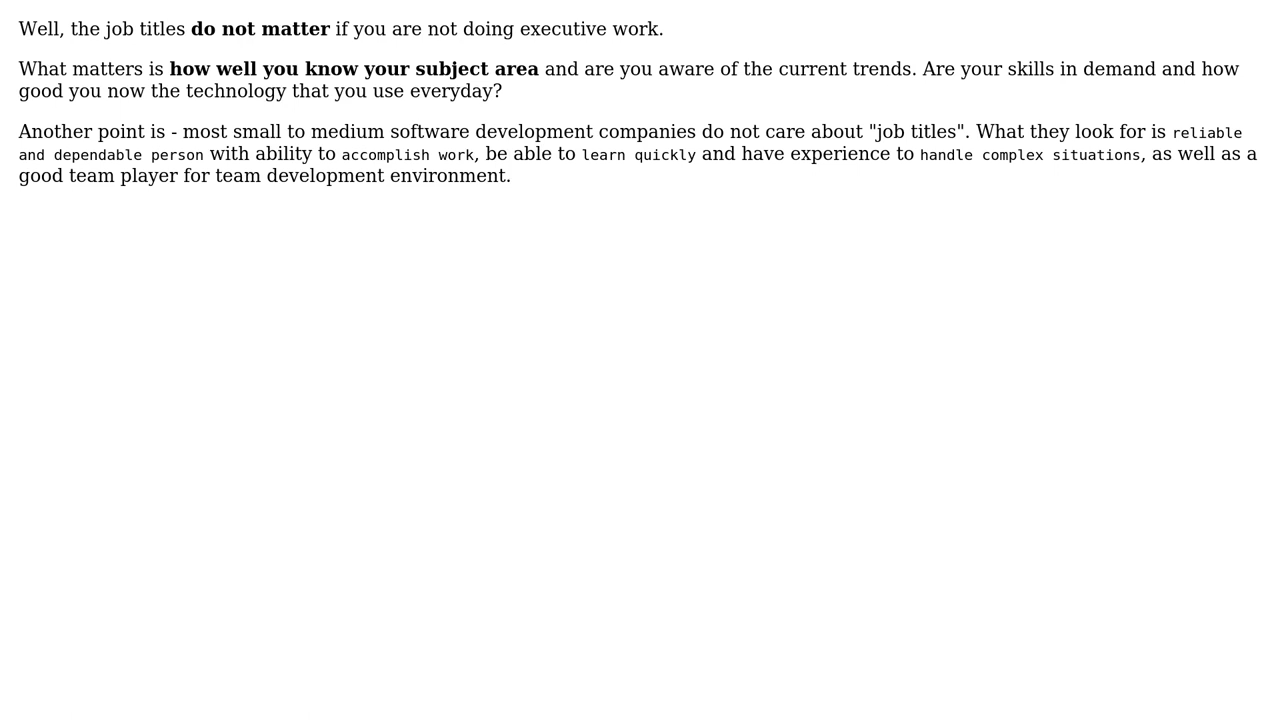 Well, the job titles do not matter if you are not doing executive work.
What matters is how well you know your subject area and are you aware of the current trends. Are your skills in demand and how
good you now the technology that you use everyday?
Another point is - most small to medium software development companies do not care about "job titles". What they look for is reliable
and dependable person with ability to accomplish work, be able to learn quickly and have experience to handle complex situations, as well as a
good team player for team development environment.